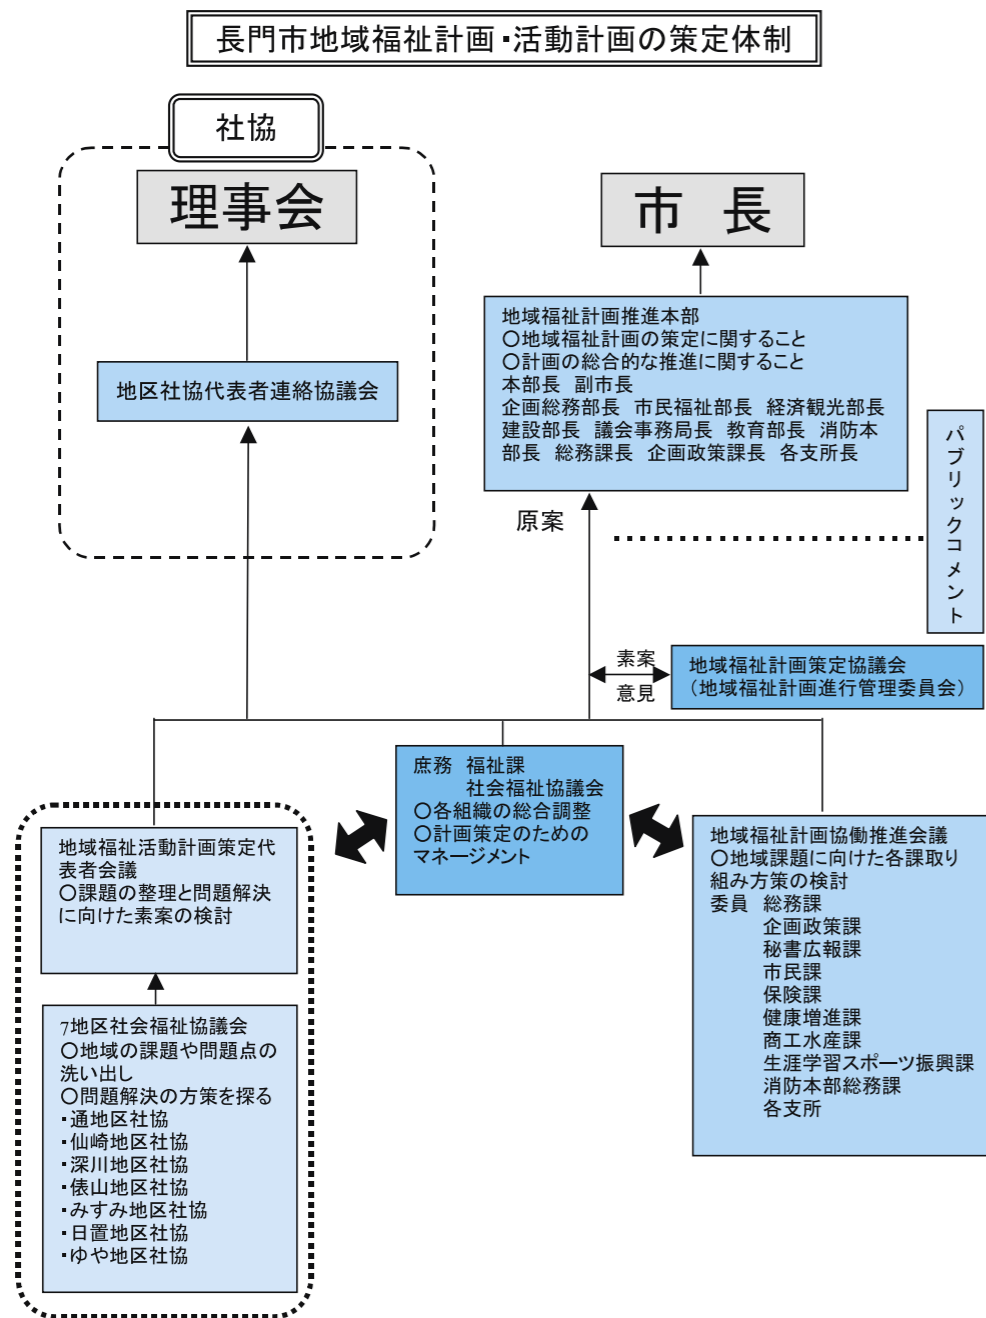 長門市地域福祉計画・活動計画の策定体制
社協
理事会
市 長
地区社協代表者連絡協議会
地域福祉計画推進本部
○地域福祉計画の策定に関すること
○計画の総合的な推進に関すること
本部長 副市長
企画総務部長 市民福祉部長 経済観光部長
建設部長 議会事務局長 教育部長 消防本
部長 総務課長 企画政策課長 各支所長
パブリックコメント
原案
素案
意見
地域福祉計画策定協議会
（地域福祉計画進行管理委員会）
庶務 福祉課
社会福祉協議会
○各組織の総合調整
○計画策定のための
マネージメント
地域福祉活動計画策定代
表者会議
○課題の整理と問題解決
に向けた素案の検討
7地区社会福祉協議会
○地域の課題や問題点の
洗い出し
○問題解決の方策を探る
・通地区社協
・仙崎地区社協
・深川地区社協
・俵山地区社協
・みすみ地区社協
・日置地区社協
・ゆや地区社協
地域福祉計画協働推進会議
○地域課題に向けた各課取り
組み方策の検討
委員 総務課
企画政策課
秘書広報課
市民課
保険課
健康増進課
商工水産課
生涯学習スポーツ振興課
消防本部総務課
各支所